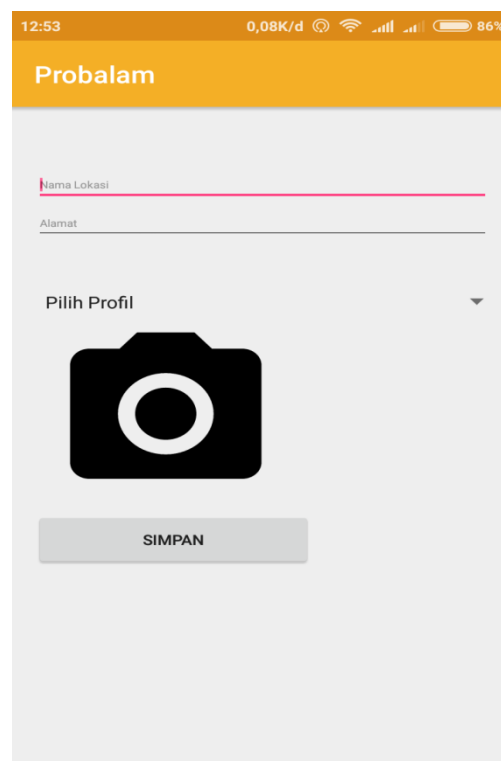 12:53 0,08K/d 86%
Probalam
Nama Lokasi
Alamat
Pilih Profil
SIMPAN